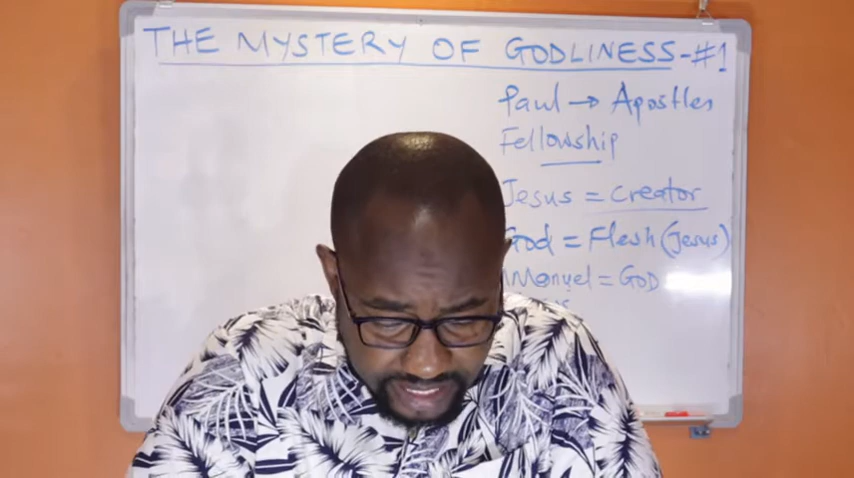 THE MYSTERY OF GODLINESS-#1
Paul → Apostles
Fellowship
Jesus = Creator
God = Flesh (Jesus)
= GOD